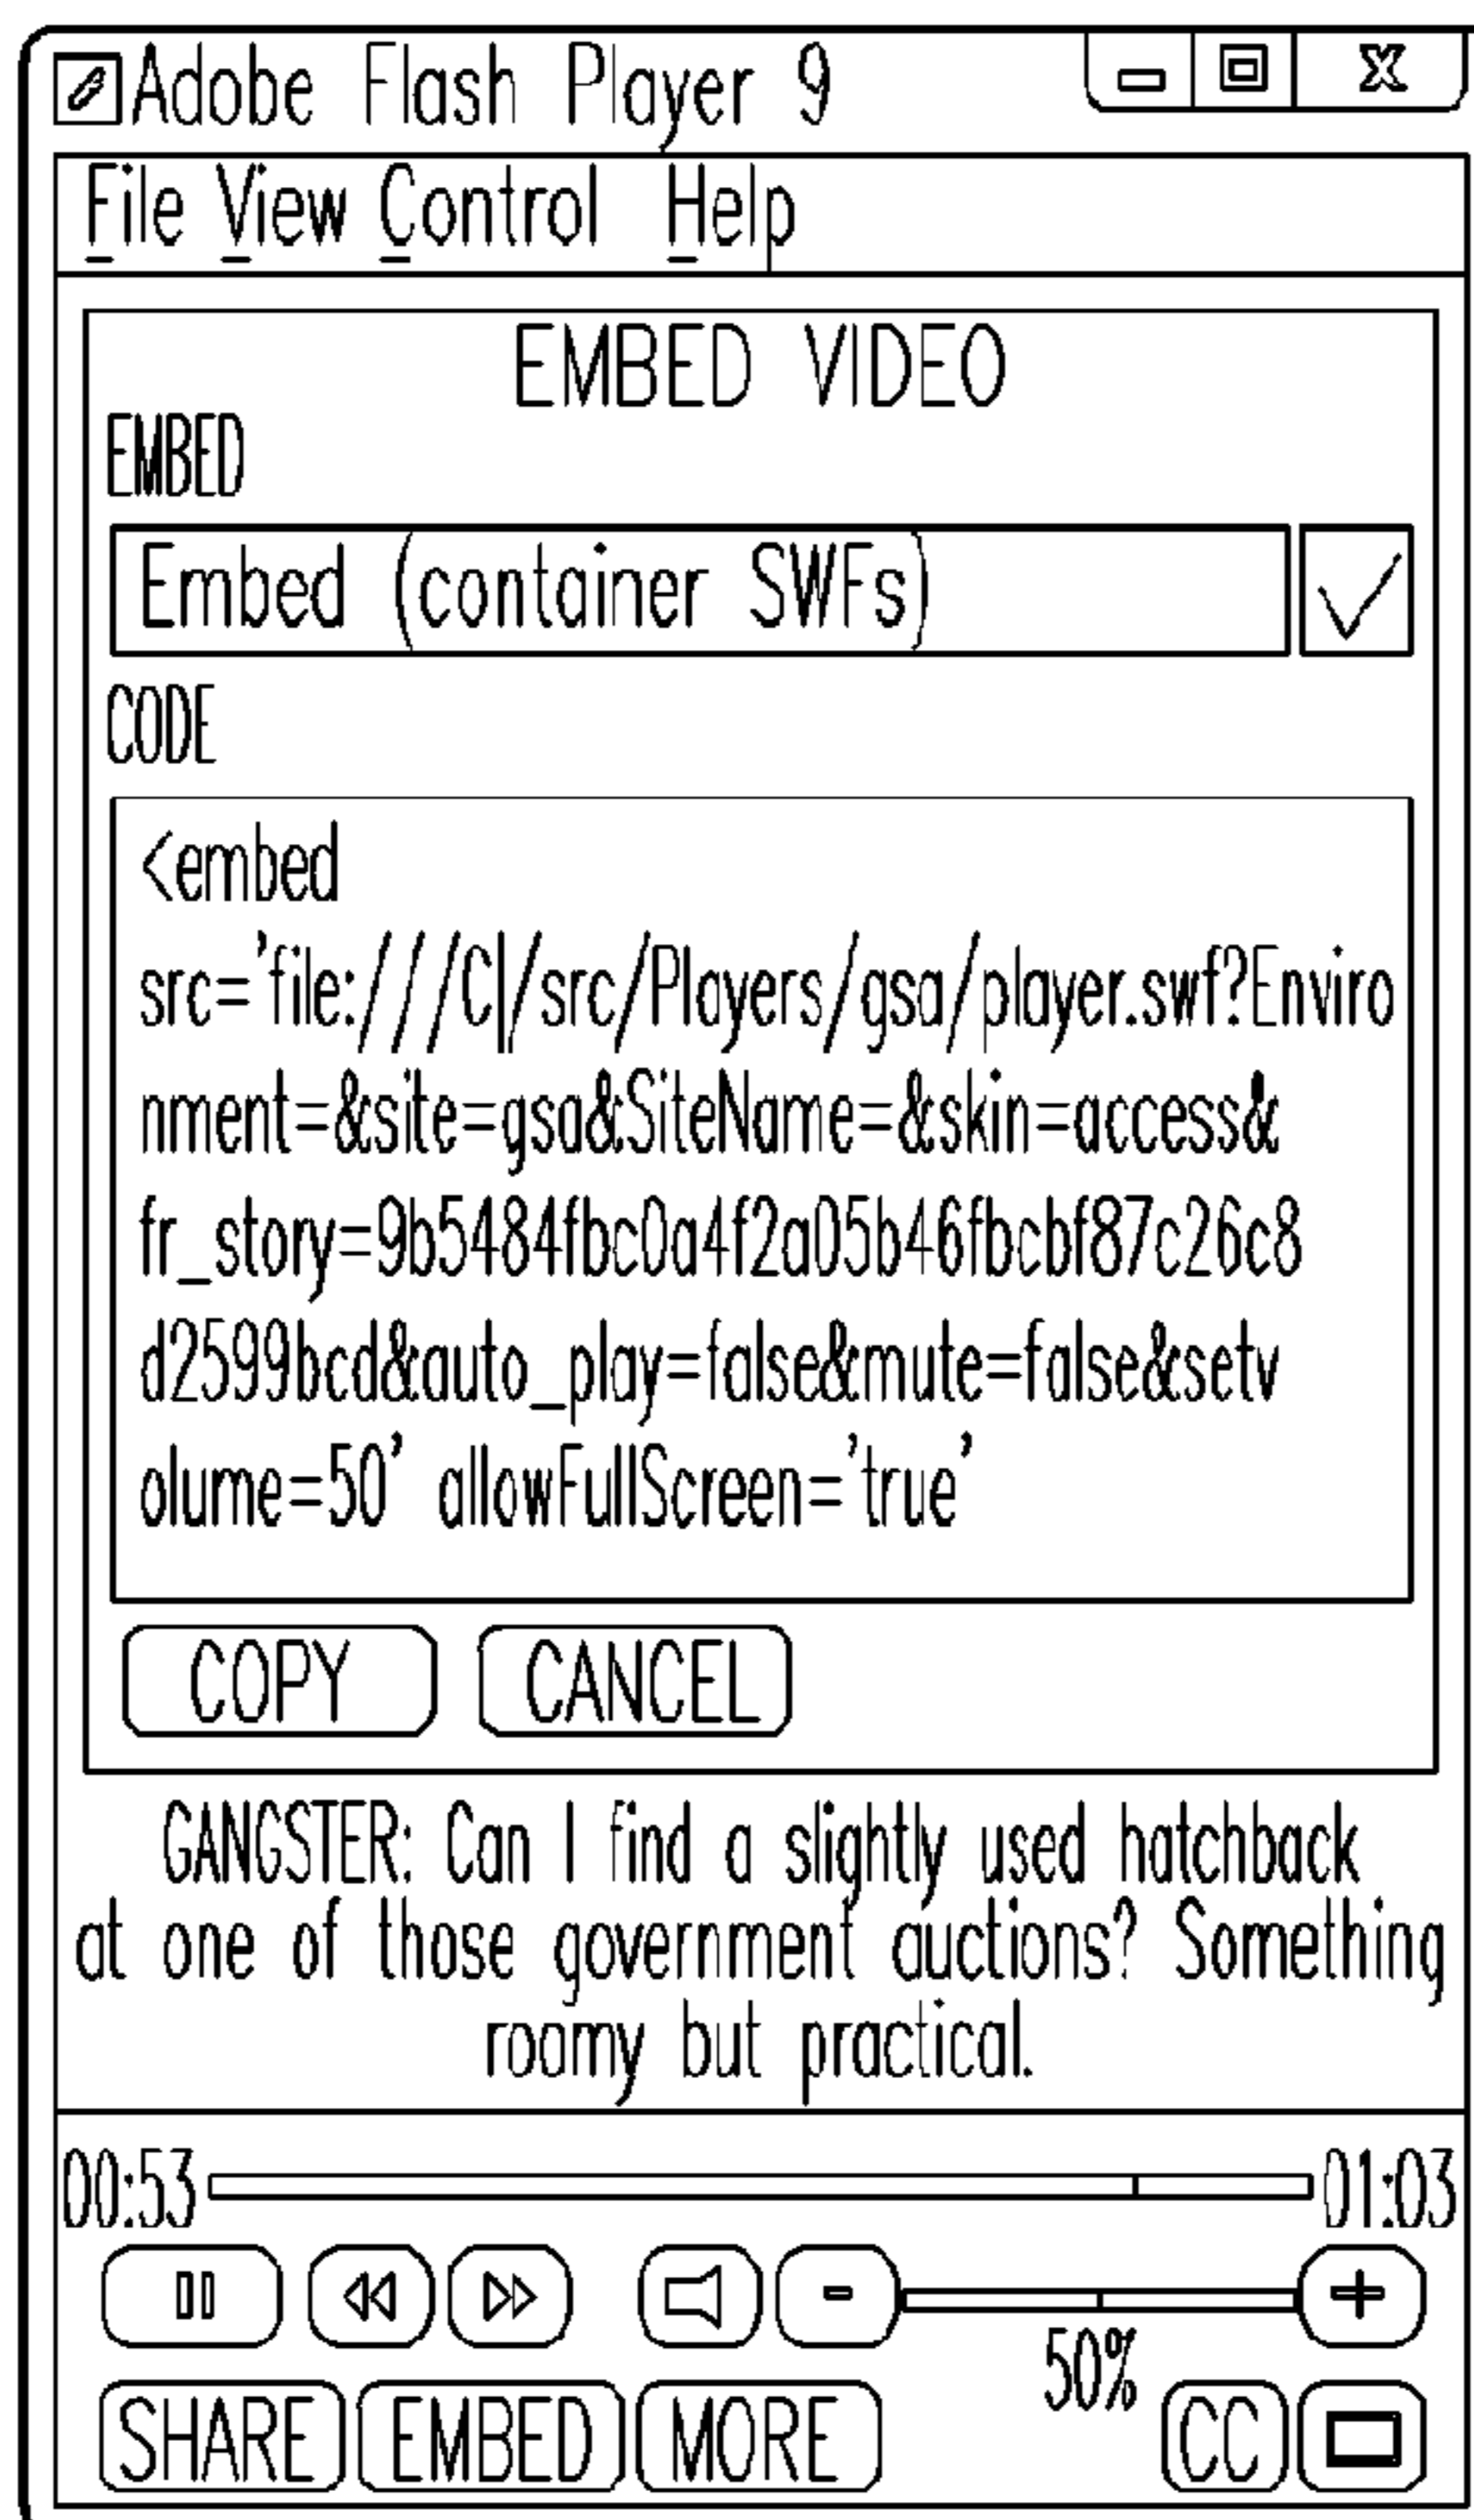 Adobe Flash Player 9
File View Control Help
EMBED VIDEO
EMBED
Embed (container SWFs)
CODE
<embed
src='file:///C|/src/Players/gsa/player.swf?Enviro
nment=&site=gsa&SiteName=&skin=access&
fr_story=9b5484fbc0a4f2a05b46fbcbf87c26c8
d2599bcd&auto_play=false&mute=false&setv
olume=50' allowFullScreen='true'
COPY CANCEL
GANGSTER: Can I find a slightly used hatchback
at one of those government auctions? Something
roomy but practical.
00:53 01:03
50%
SHARE EMBED MORE CC